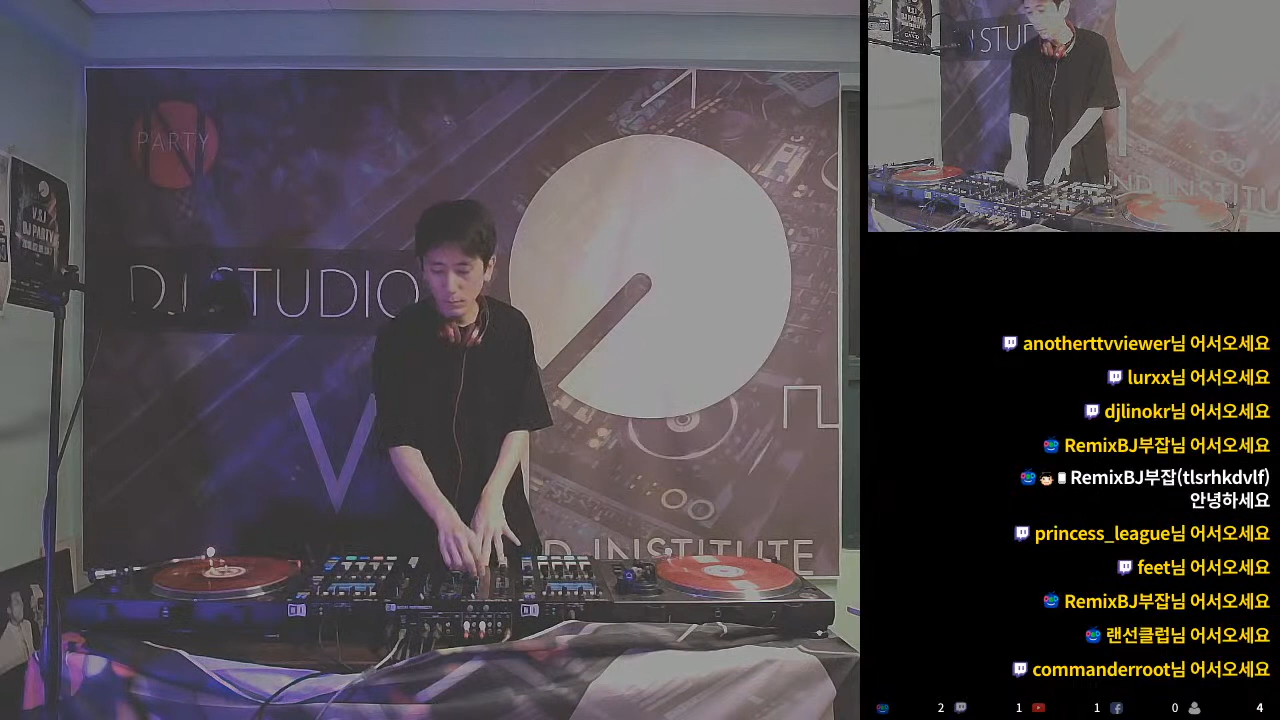 PARTY
DJ STUDIO
V
D INSTITUTE
V.S.I
DJ PARTY
STU
ND INSTITU
anotherttvviewer님 어서오세요
lurxx님 어서오세요
djlinokr님 어서오세요
RemixBJ부잡님 어서오세요
RemixBJ부잡(tlsrhkdvlf)
안녕하세요
princess_league님 어서오세요
feet님 어서오세요
RemixBJ부잡님 어서오세요
랜선클럽님 어서오세요
commanderroot님 어서오세요
2 1 1 0 4